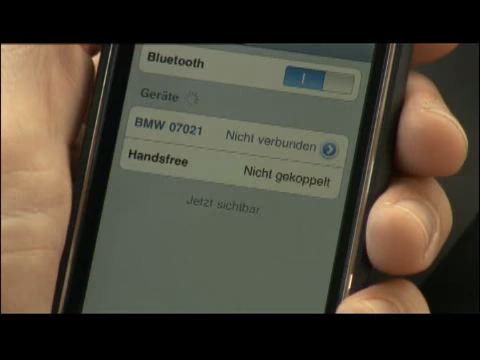 Bluetooth
Geräte
BMW 07021 Nicht verbunden
Handsfree Nicht gekoppelt
Jetzt sichtbar